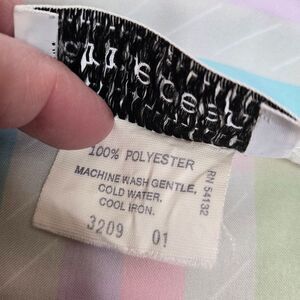 100% POLYESTER
MACHINE WASH GENTLE,
COLD WATER,
COOL IRON.
3209 01
RN 54132